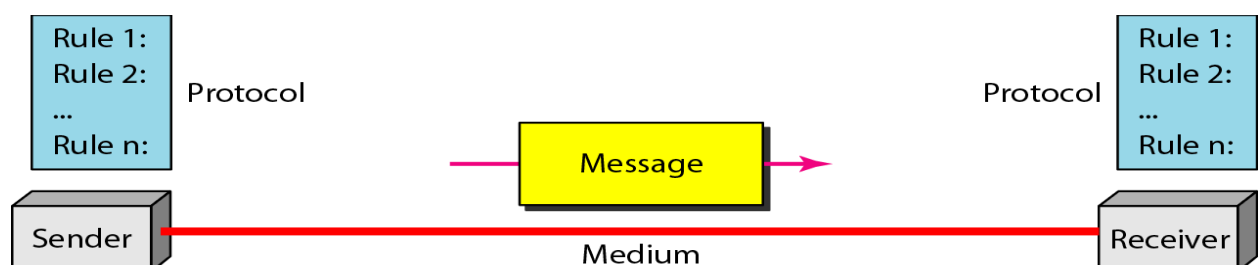 Rule 1:
Rule 2:
...
Rule n:
Protocol
Protocol
Rule 1:
Rule 2:
...
Rule n:
Message
Sender
Medium
Receiver